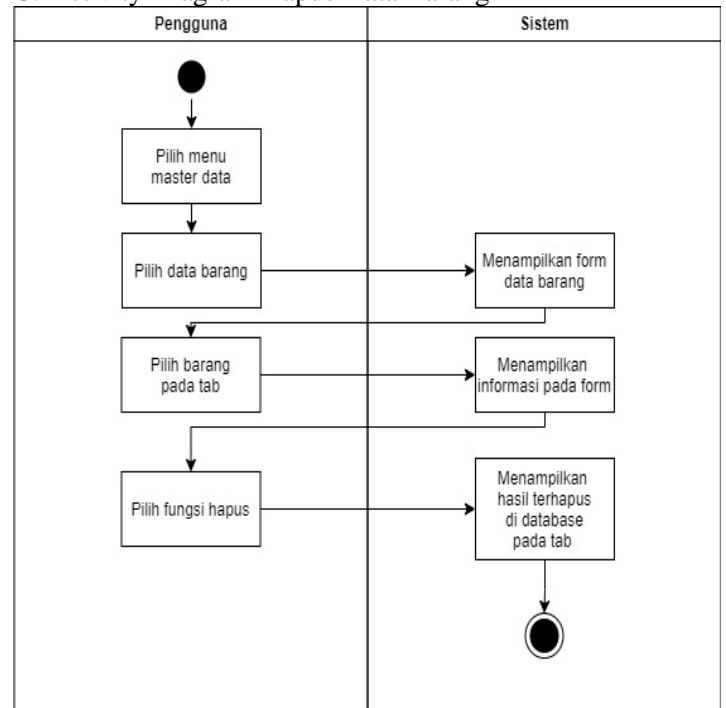 Pengguna
Sistem
Pilih menu
master data
Pilih data barang
Menampilkan form
data barang
Pilih barang
pada tab
Menampilkan
informasi pada form
Pilih fungsi hapus
Menampilkan
hasil terhapus
di database
pada tab